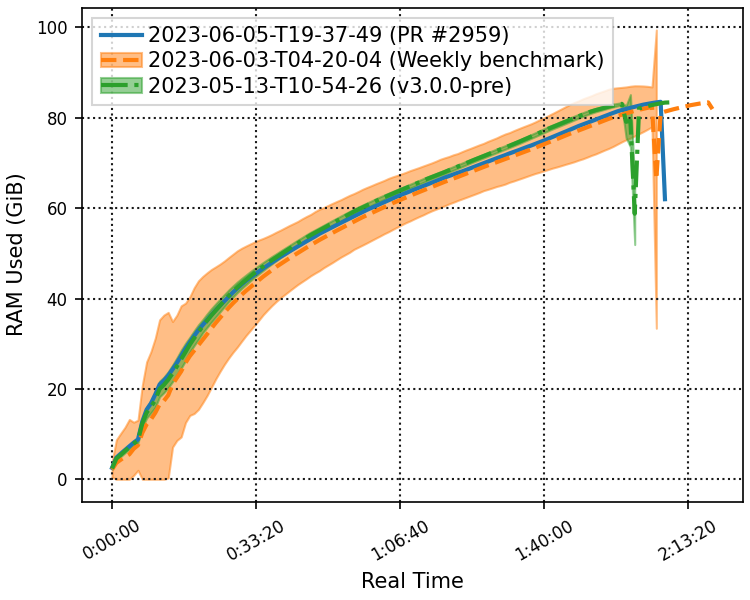 100
80
60
40
20
0
RAM Used (GiB)
2023-06-05-T19-37-49 (PR #2959)
2023-06-03-T04-20-04 (Weekly benchmark)
2023-05-13-T10-54-26 (v3.0.0-pre)
0:00:00
0:33:20
1:06:40
1:40:00
2:13:20
Real Time